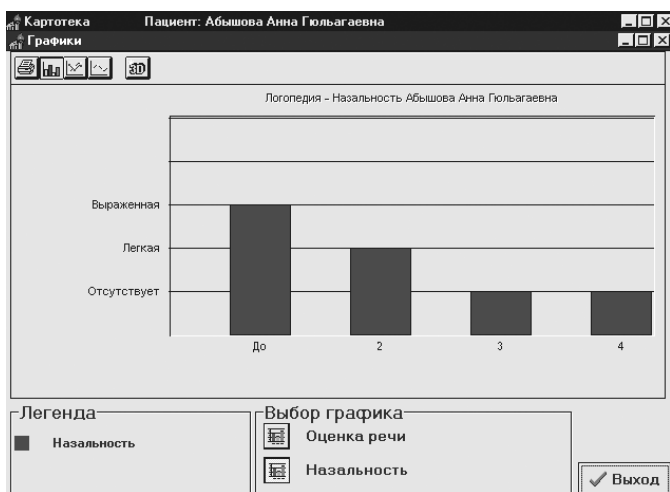 Картотека Пациент: Абышова Анна Гюльагаевна
Графики
3D
Логопедия - Назальность Абышова Анна Гюльагаевна
Выраженная
Легкая
Отсутствует
До 2 3 4
Легенда
Назальность
Выбор графика
Оценка речи
Назальность
Выход